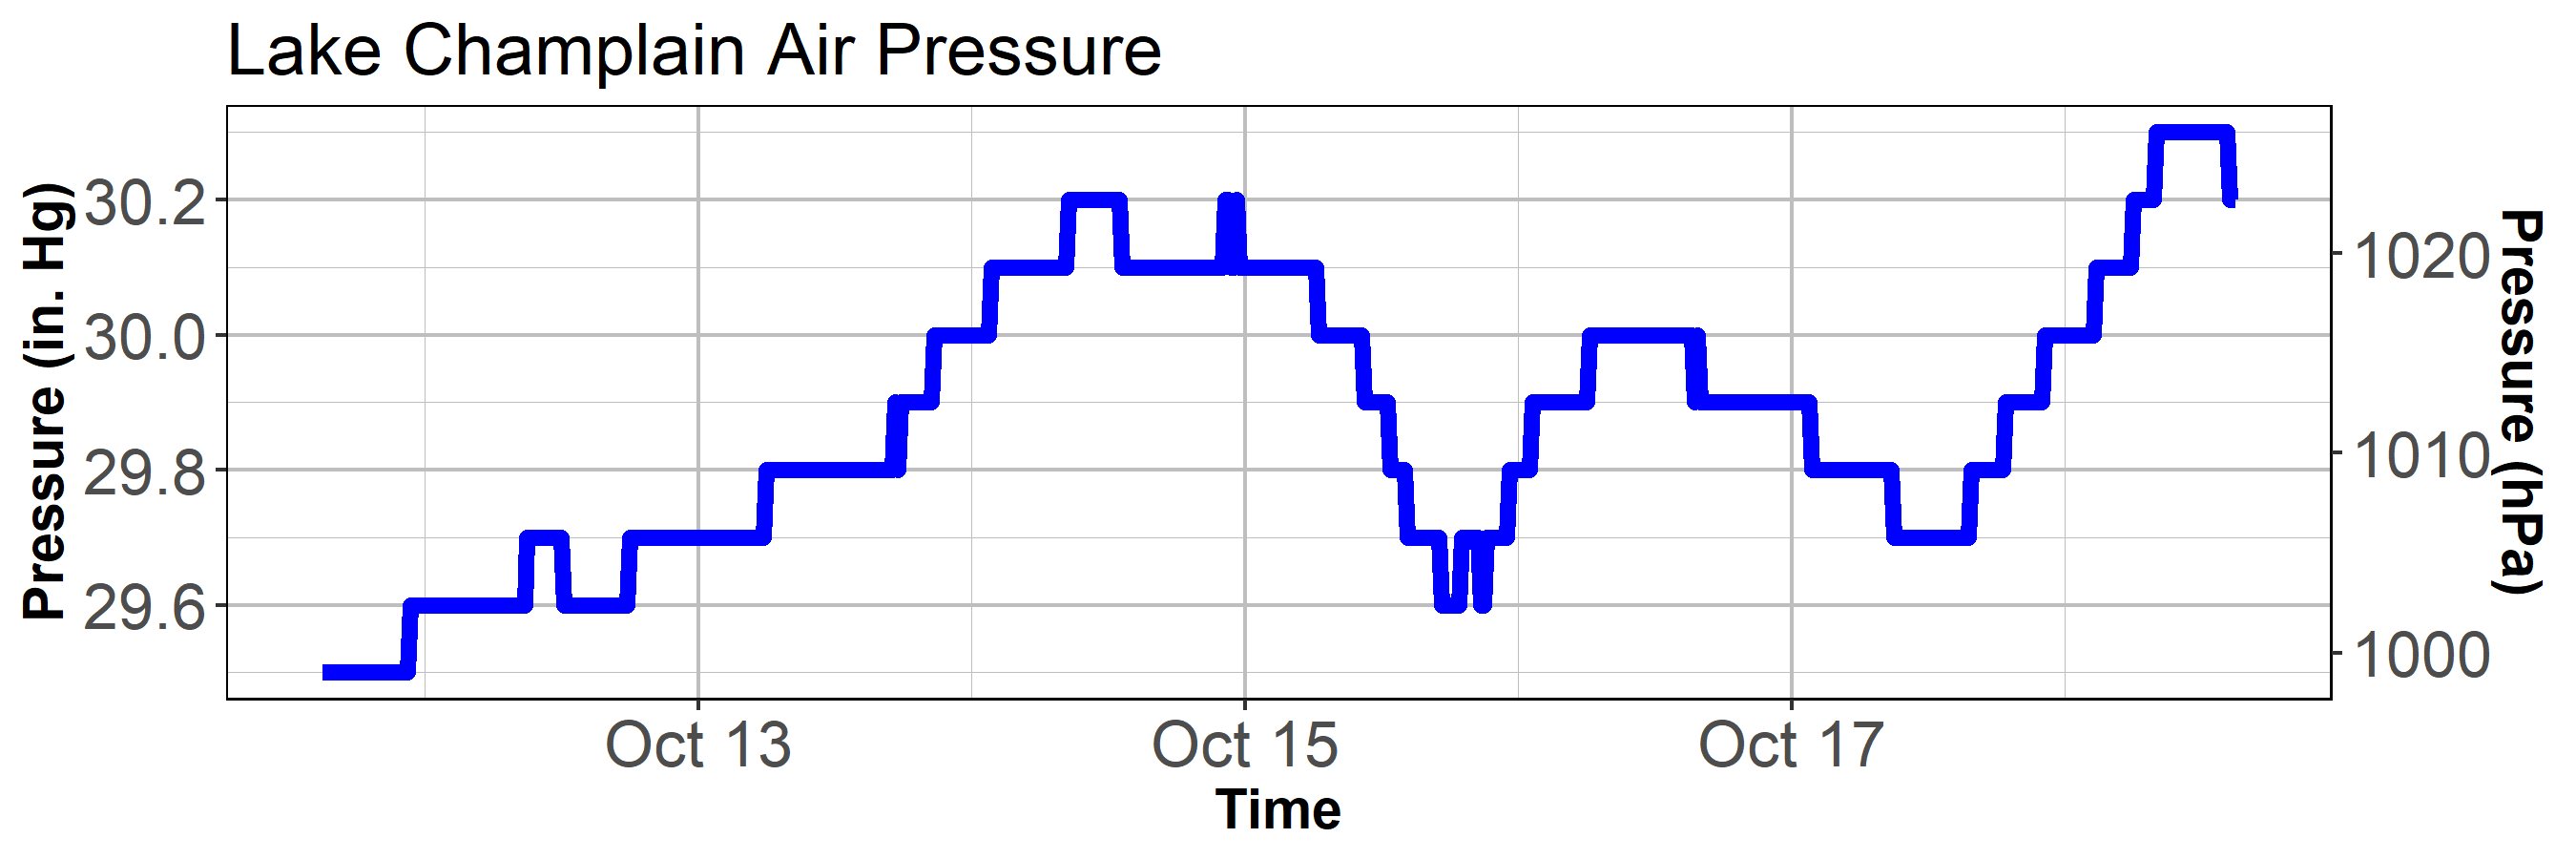 Lake Champlain Air Pressure
Pressure (in. Hg)
30.2
30.0
29.8
29.6
1020
1010
1000
Pressure (hPa)
Oct 13
Oct 15
Oct 17
Time